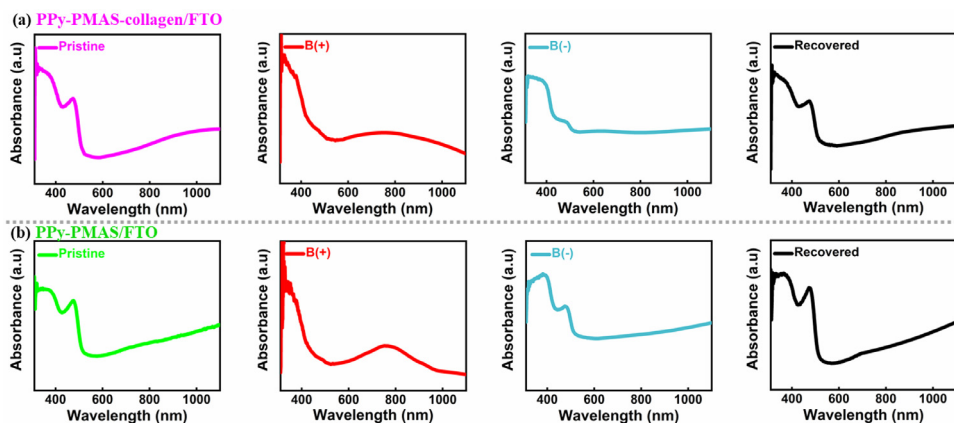 (a) PPy-PMAS-collagen/FTO
Pristine
B(+)
B(-)
Recovered
Absorbance (a.u)
Absorbance (a.u)
Absorbance (a.u)
Absorbance (a.u)
400 600 800 1000
400 600 800 1000
400 600 800 1000
400 600 800 1000
Wavelength (nm)
Wavelength (nm)
Wavelength (nm)
Wavelength (nm)
(b) PPy-PMAS/FTO
Pristine
B(+)
B(-)
Recovered
Absorbance (a.u)
Absorbance (a.u)
Absorbance (a.u)
Absorbance (a.u)
400 600 800 1000
400 600 800 1000
400 600 800 1000
400 600 800 1000
Wavelength (nm)
Wavelength (nm)
Wavelength (nm)
Wavelength (nm)